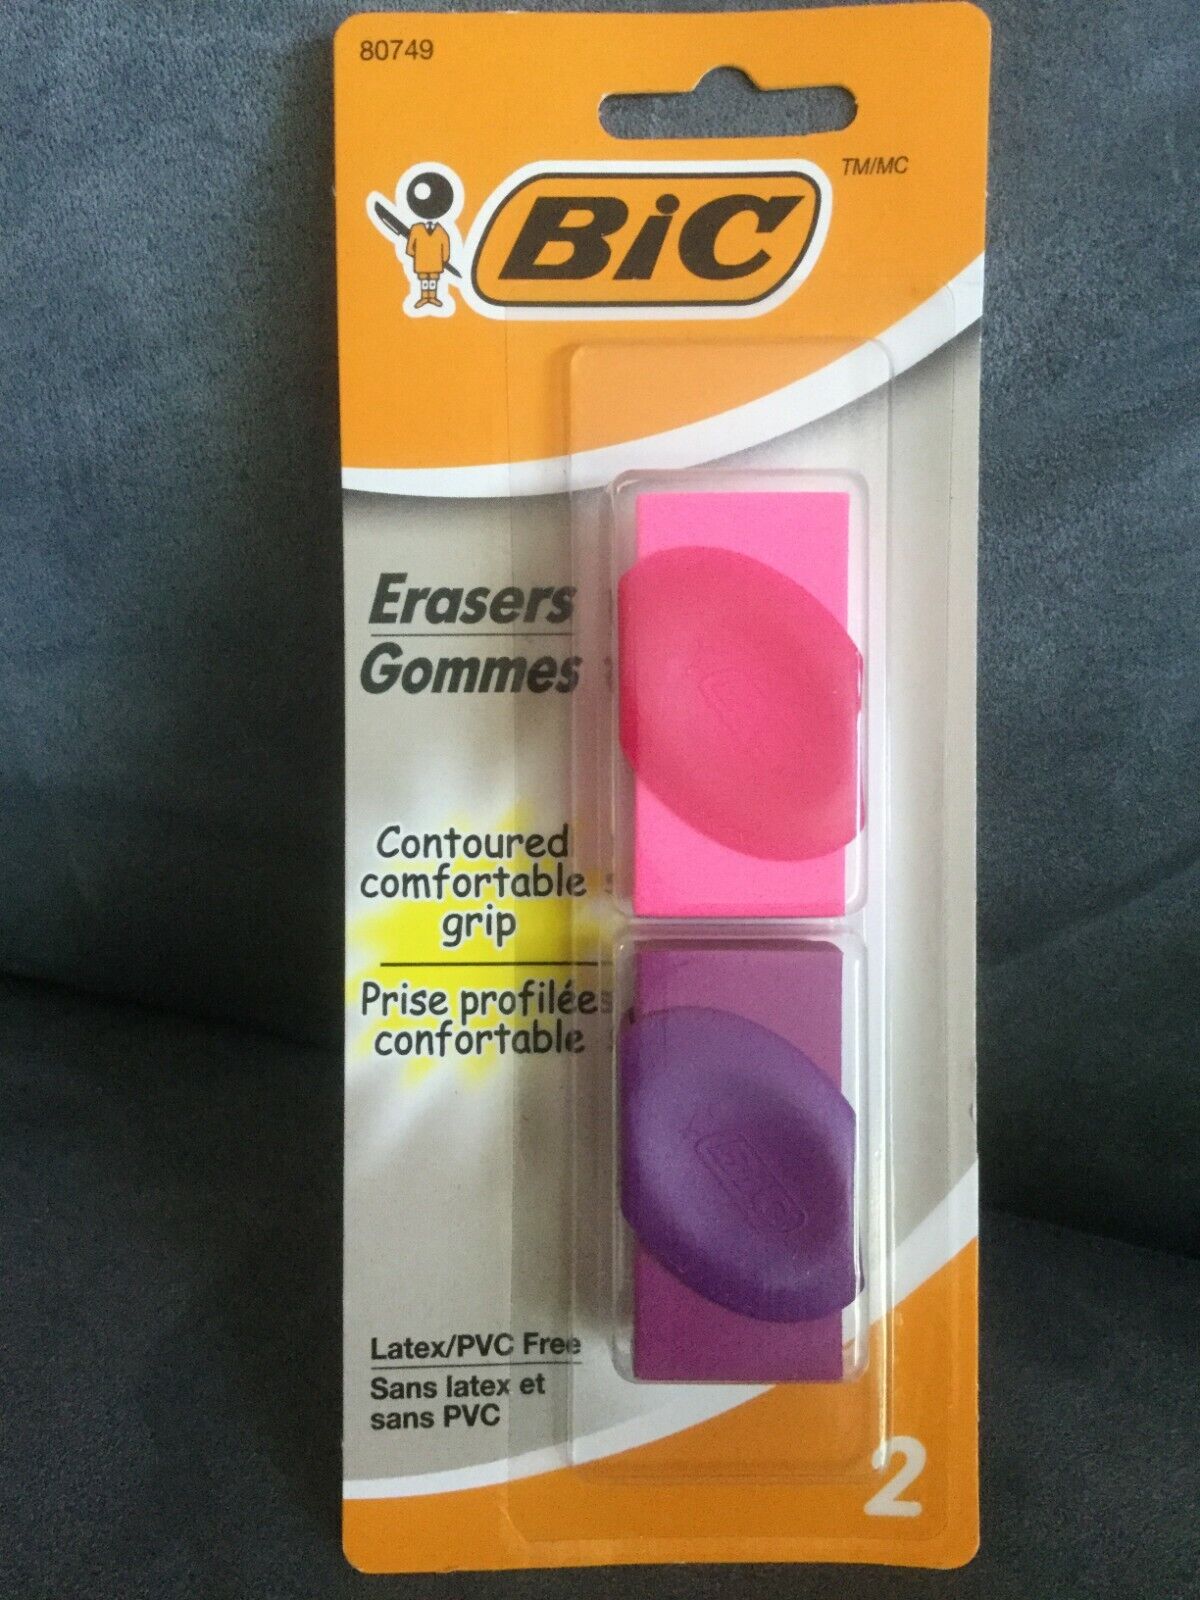 80749
BiC
TM/MC
Erasers
Gommes
Contoured
comfortable
grip
Prise profilée
confortable
Latex/PVC Free
Sans latex et
sans PVC
2